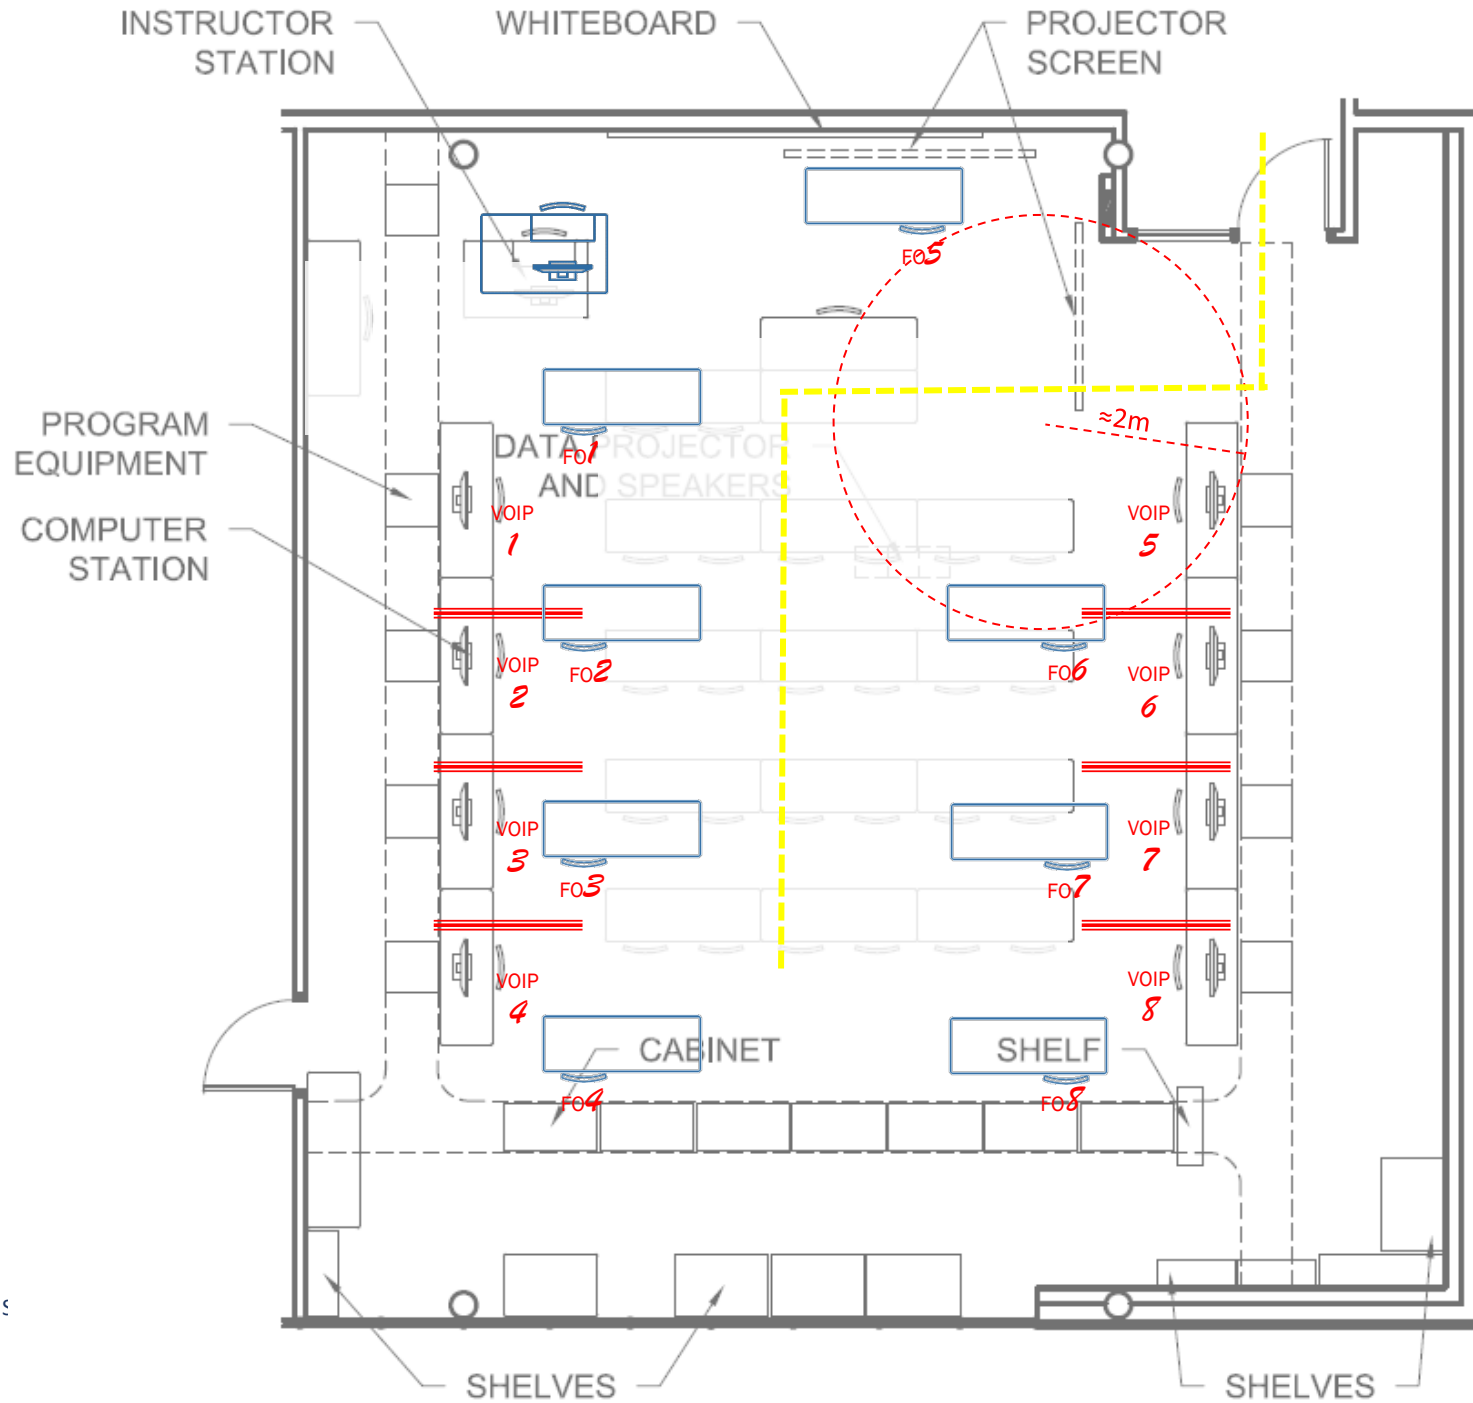 INSTRUCTOR
STATION
WHITEBOARD
PROJECTOR
SCREEN
FO5
≈2m
PROGRAM
EQUIPMENT
DATA PROJECTOR
AND SPEAKERS
FO1
COMPUTER
STATION
VOIP
1
VOIP
5
VOIP
2
FO2
FO6
VOIP
6
VOIP
3
FO3
FO7
VOIP
7
VOIP
4
VOIP
8
CABINET
SHELF
FO4
FO8
SHELVES
SHELVES